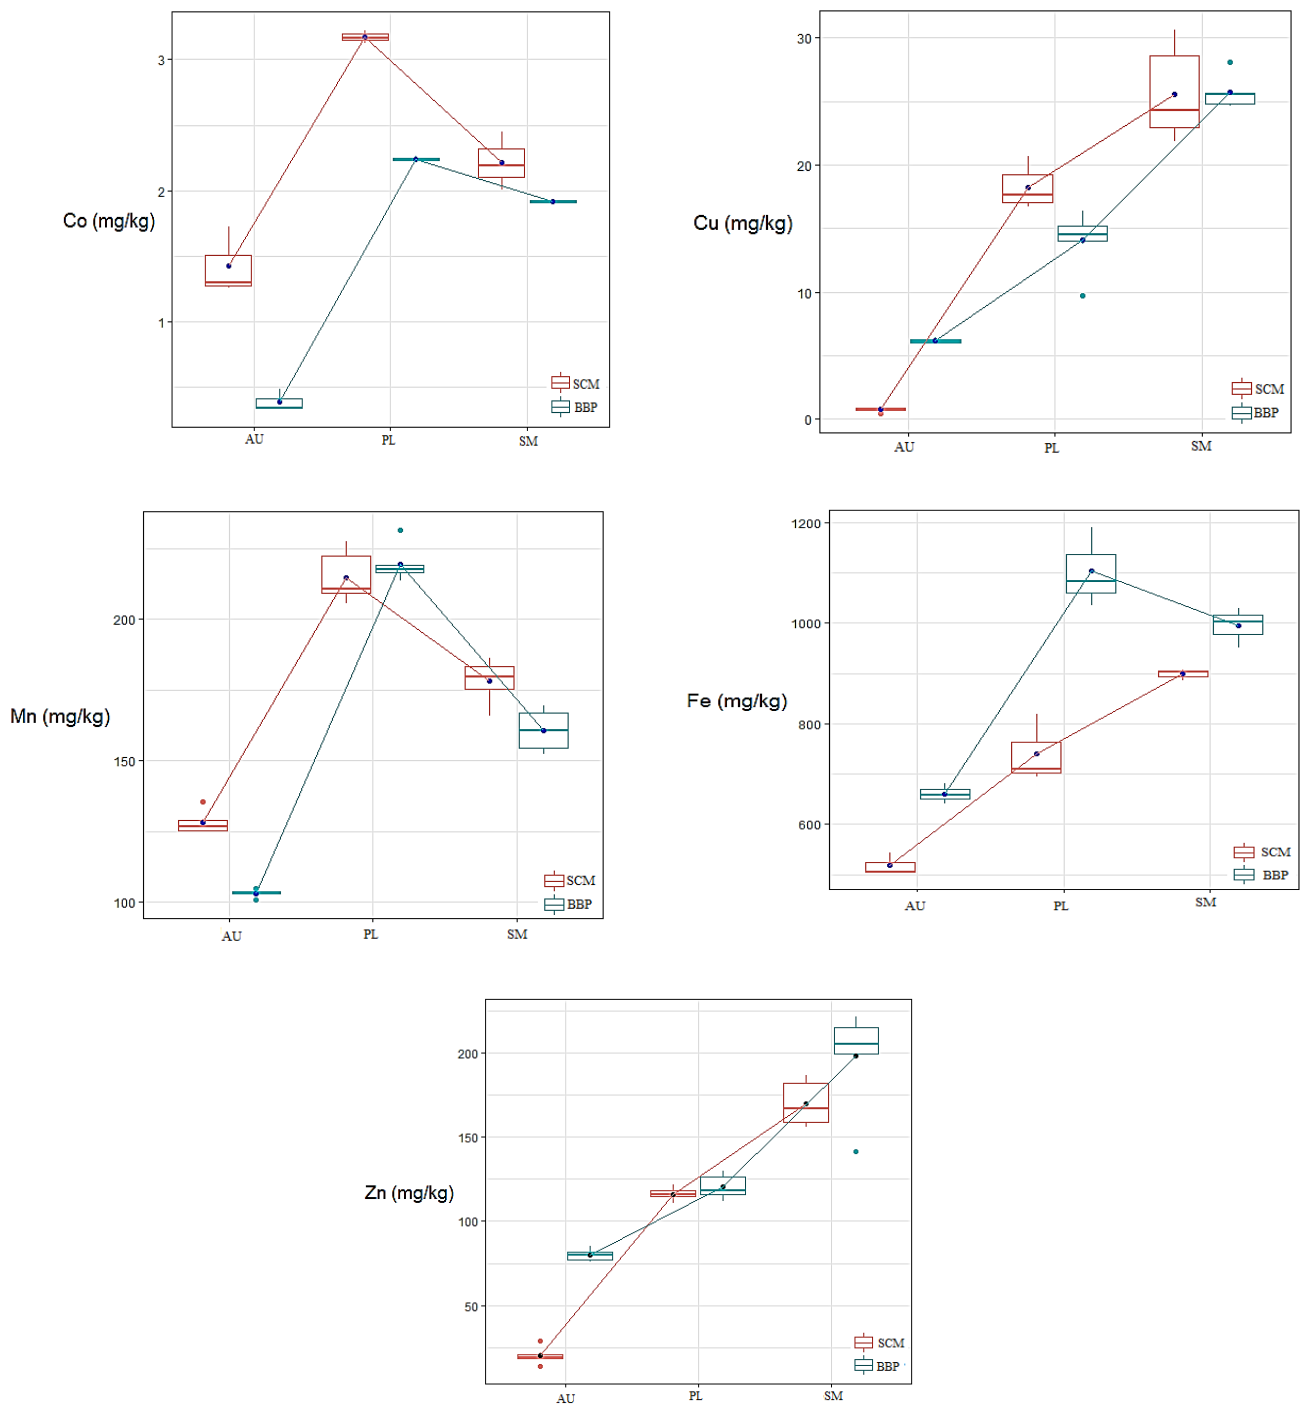 3
2
1
Co (mg/kg)
SCM
BBP
AU
PL
SM
30
20
10
0
Cu (mg/kg)
SCM
BBP
AU
PL
SM
200
150
100
Mn (mg/kg)
SCM
BBP
AU
PL
SM
1200
1000
800
600
Fe (mg/kg)
SCM
BBP
AU
PL
SM
200
150
100
50
Zn (mg/kg)
SCM
BBP
AU
PL
SM